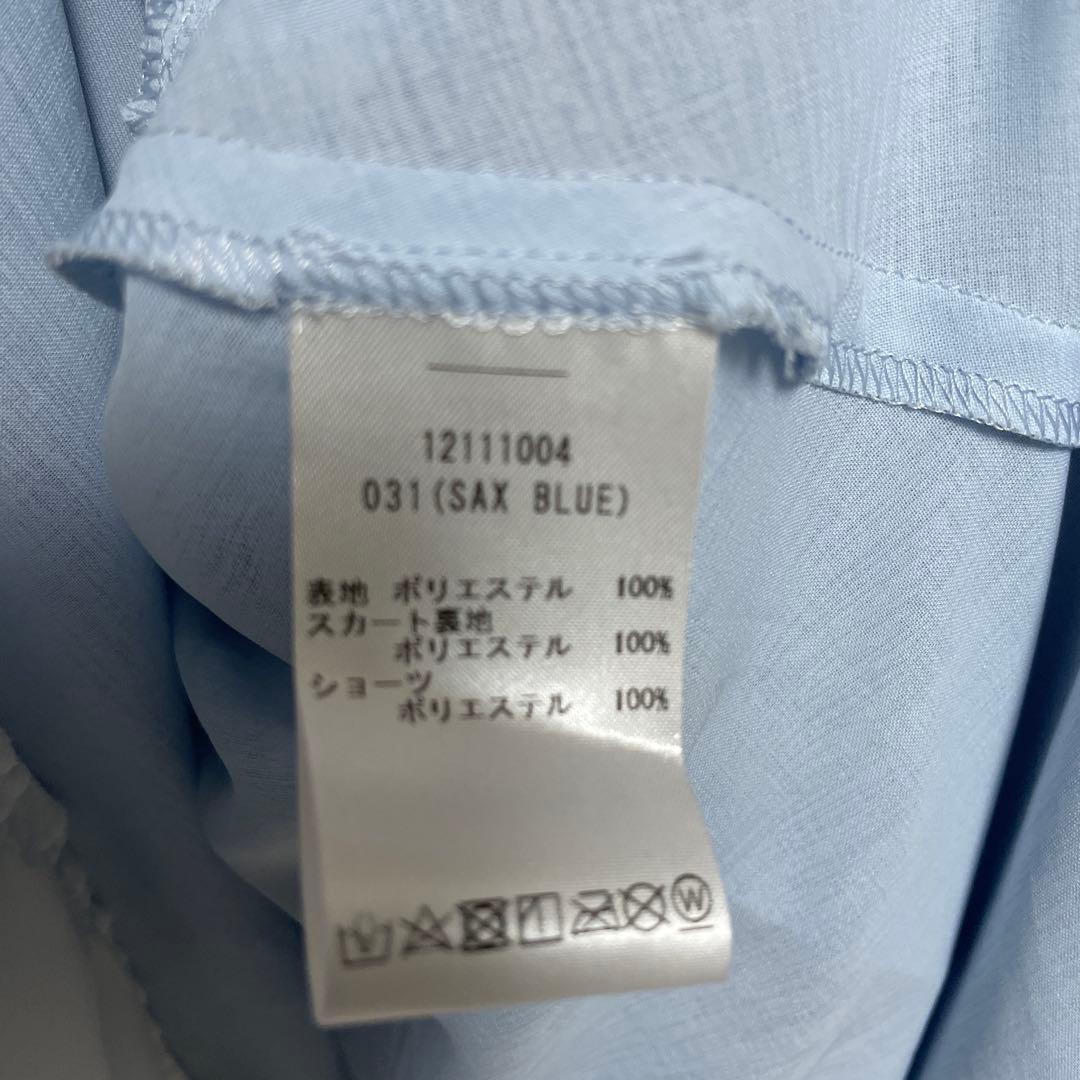 12111004
031(SAX BLUE)
表地 ポリエステル 100%
スカート裏地
ポリエステル 100%
ショーツ
ポリエステル 100%
W